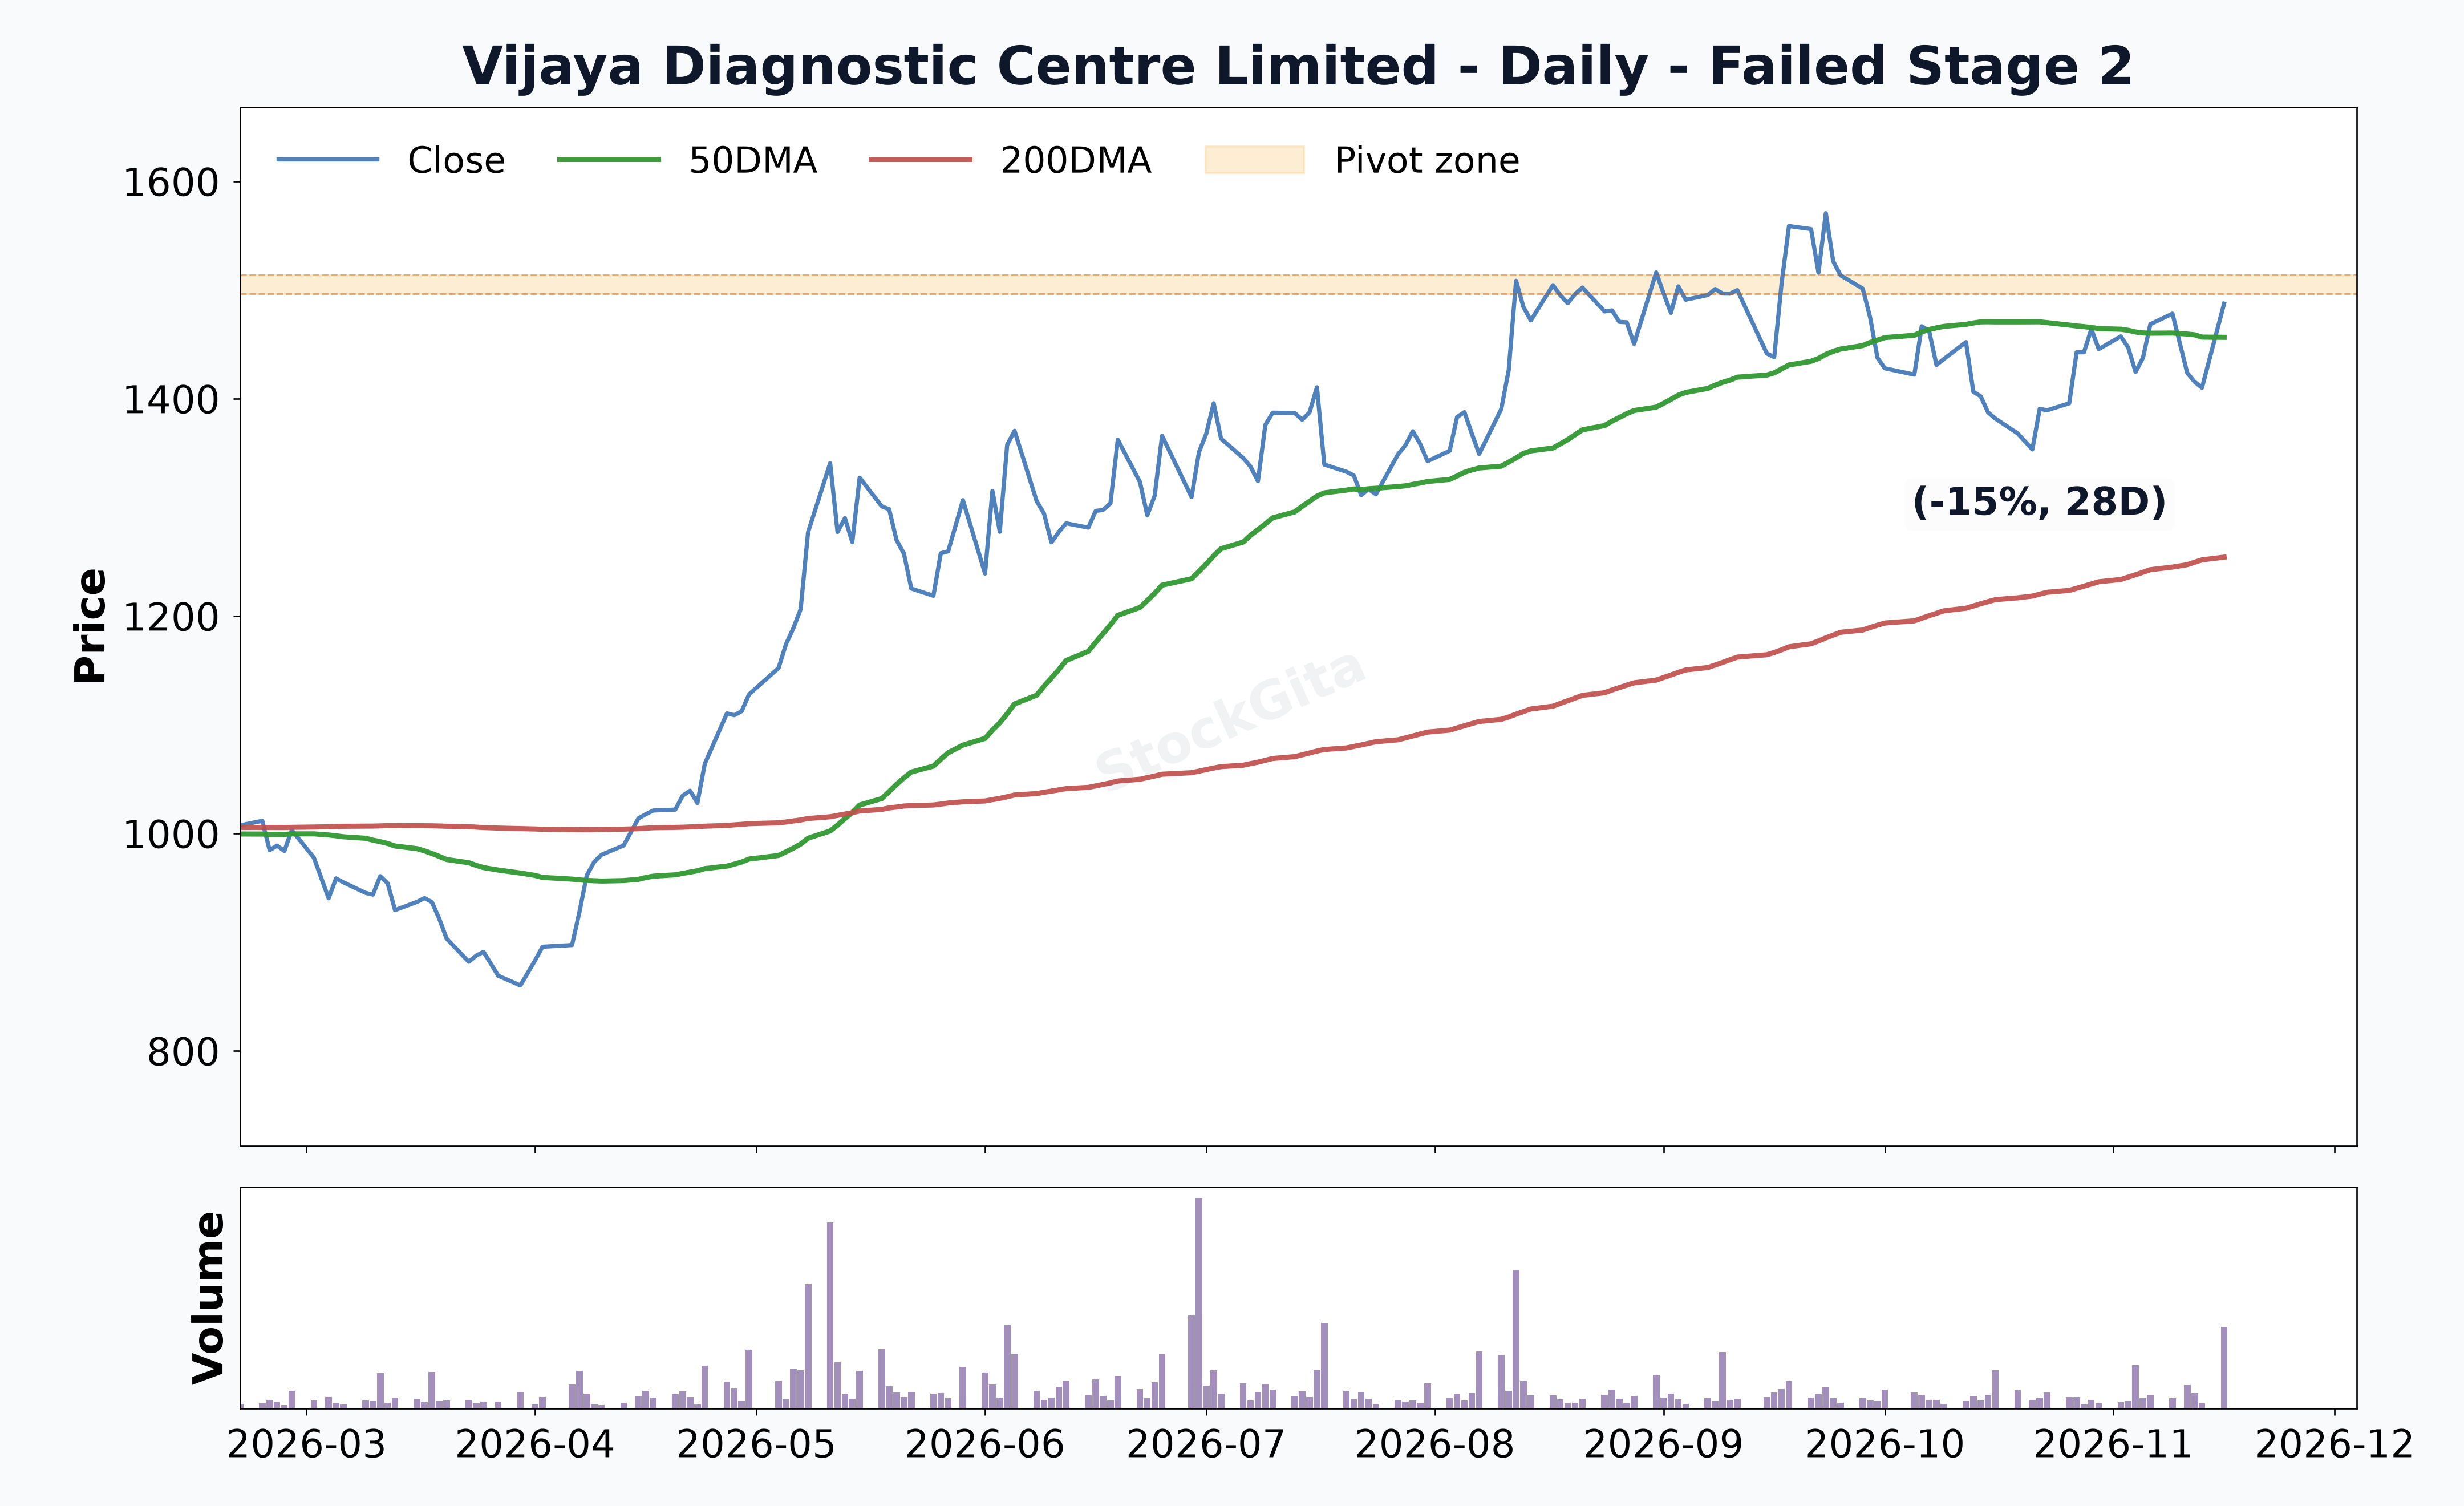 Vijaya Diagnostic Centre Limited - Daily - Failed Stage 2
Close 50DMA 200DMA Pivot zone
1600
1400
1200
1000
800
Price
(-15%, 28D)
StockGita
Volume
2026-03 2026-04 2026-05 2026-06 2026-07 2026-08 2026-09 2026-10 2026-11 2026-12